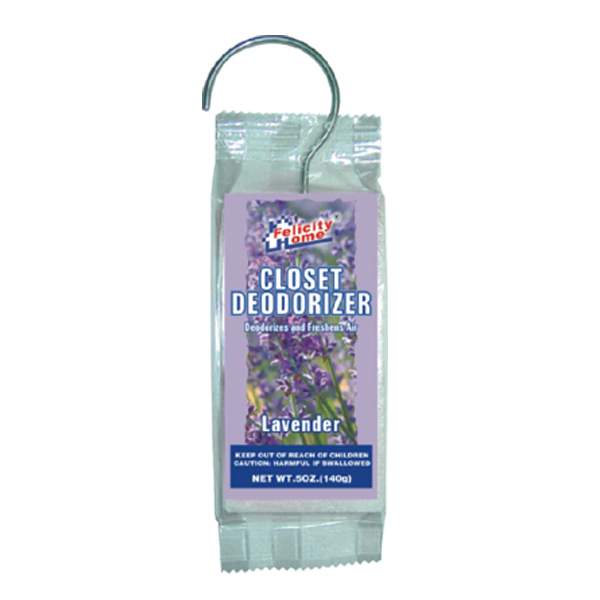 Felicity ®
Home
CLOSET
DEODORIZER
Deodorizes and Freshens Air
Lavender
KEEP OUT OF REACH OF CHILDREN
CAUTION: HARMFUL IF SWALLOWED
NET WT.5OZ.(140g)